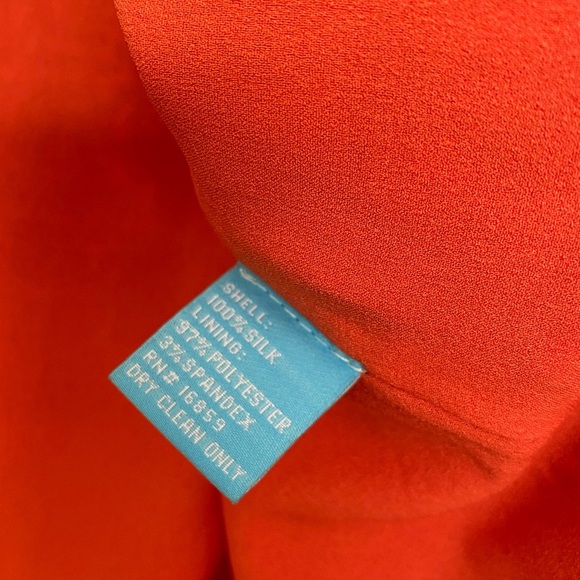 SHELL:
100%SILK
LINING:
97%POLYESTER
3%SPANDEX
RN# 16859
DRY CLEAN ONLY